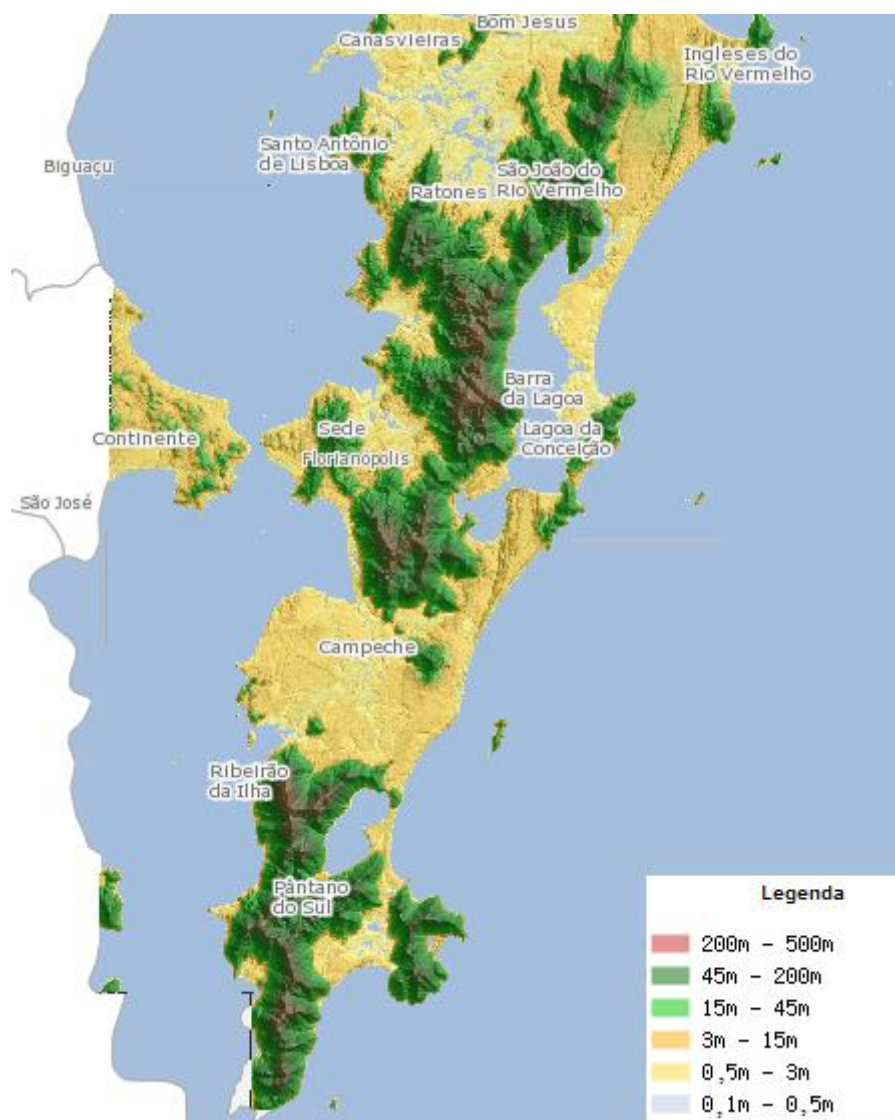 Bom Jesus
Canasvieiras
Ingleses do
Rio Vermelho
Santo Antônio
de Lisboa
Biguaçu
São João do
Rio Vermelho
Ratones
Barra
da Lagoa
Sede
Continente
Lagoa da
Conceição
Florianópolis
São José
Campeche
Ribeirão
da Ilha
Pântano
do Sul
Legenda
200m - 500m
45m - 200m
15m - 45m
3m - 15m
0,5m - 3m
0,1m - 0,5m